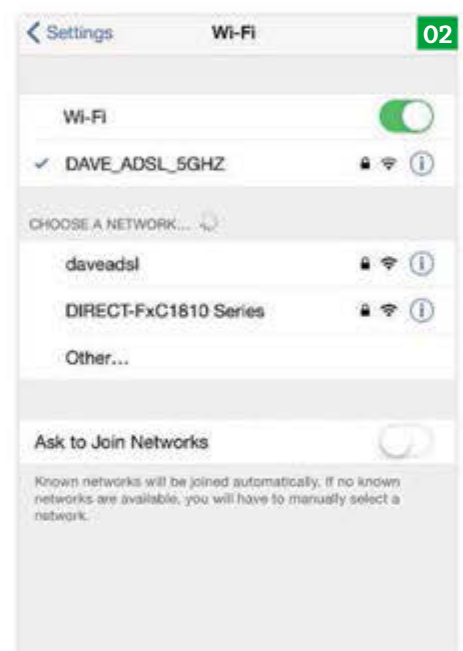 Settings
Wi-Fi
02
Wi-Fi
DAVE_ADSL_5GHZ
CHOOSE A NETWORK...
daveadsl
DIRECT-FxC1810 Series
Other...
Ask to Join Networks
Known networks will be joined automatically. If no known
networks are available, you will have to manually select a
network.